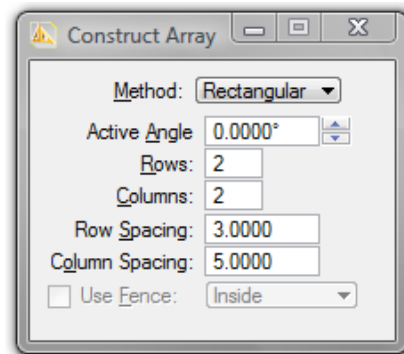 Construct Array
Method: Rectangular
Active Angle 0.0000°
Rows: 2
Columns: 2
Row Spacing: 3.0000
Column Spacing: 5.0000
Use Fence: Inside